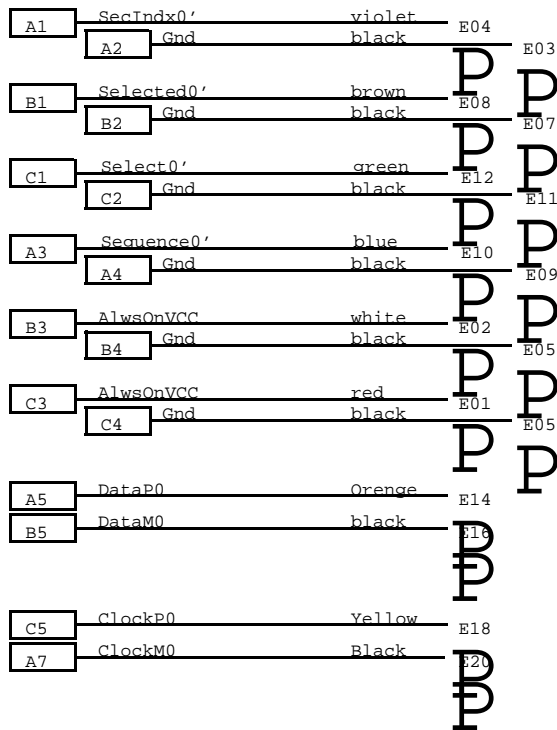 A1 SecIndx0' violet E04
A2 Gnd black E03
P
P
B1 Selected0' brown E08
B2 Gnd black E07
P
P
C1 Select0' green E12
C2 Gnd black E11
P
P
A3 Sequence0' blue E10
A4 Gnd black E09
P
P
B3 AlwsOnVCC white E02
B4 Gnd black E05
P
P
C3 AlwsOnVCC red E01
C4 Gnd black E05
P
P
A5 DataP0 Orenge E14
B5 DataM0 black E16
P
P
C5 ClockP0 Yellow E18
A7 ClockM0 Black E20
P
P